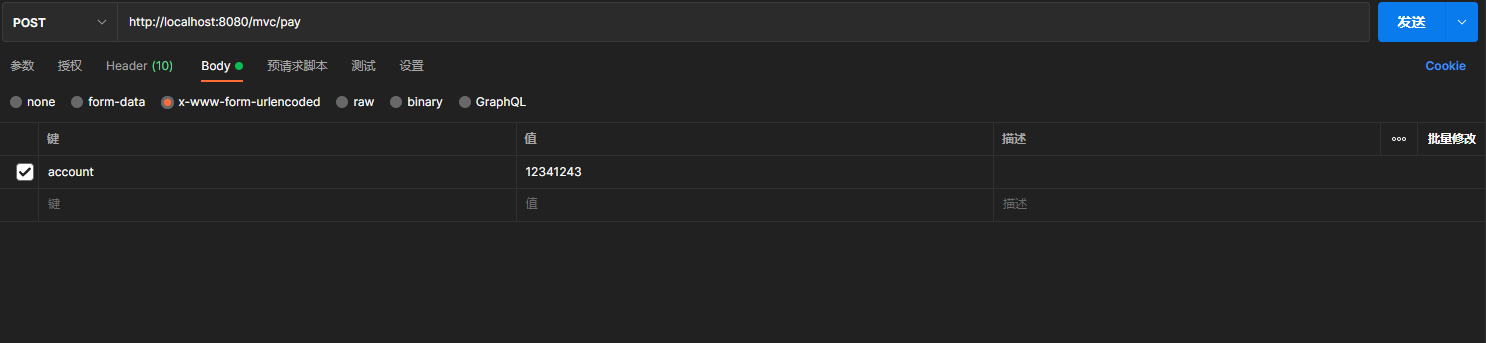 POST http://localhost:8080/mvc/pay 发送
参数 授权 Header (10) Body 预请求脚本 测试 设置 Cookie
none form-data x-www-form-urlencoded raw binary GraphQL
键 值 描述 批量修改
account 12341243
键 值 描述